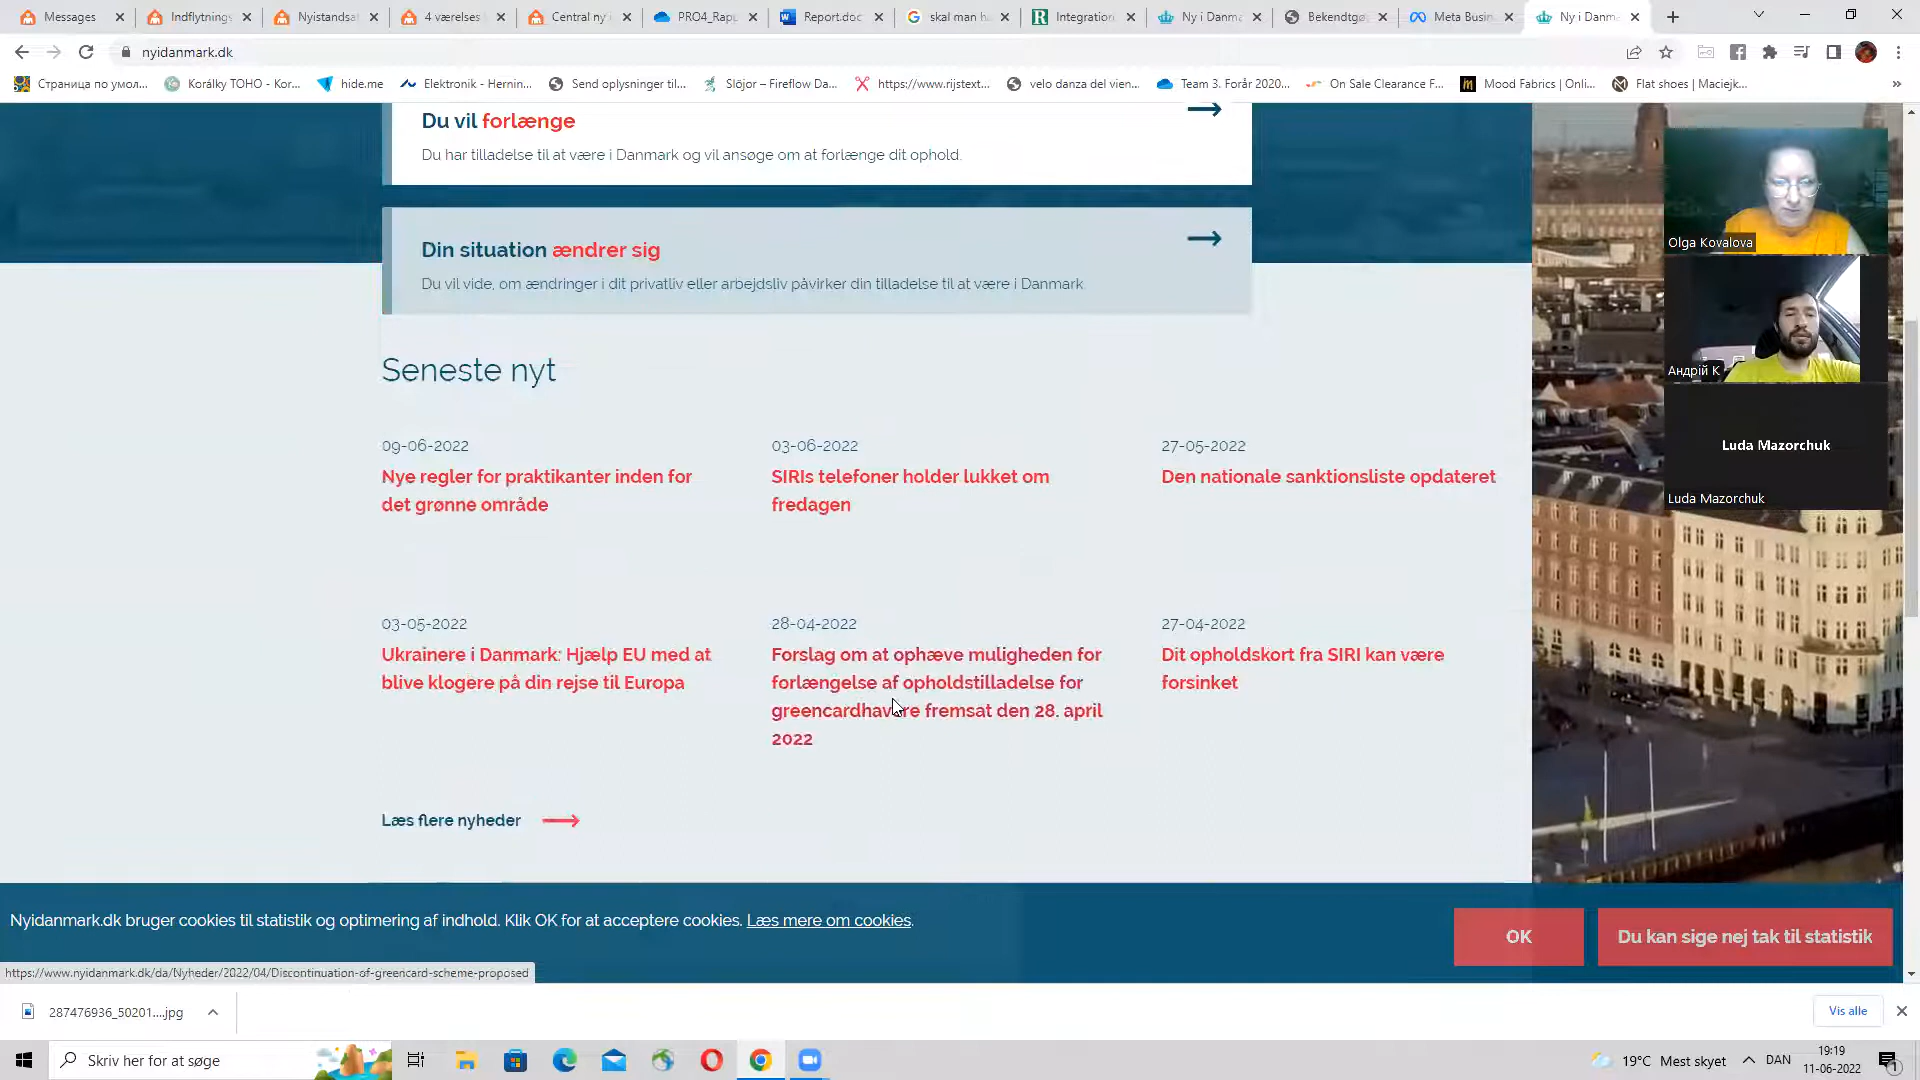 Messages
Indflytnings
Nyistandsa
4 værelses
Central ny
PRO4_Rapp
Report.doc
skal man h
Integration
Ny i Danma
Bekendtgø
Meta Busin
Ny i Danm
nyidanmark.dk
Страница по умол...
Korálky TOHO - Kor...
hide.me
Elektronik - Hernin...
Send oplysninger til...
Slöjor – Fireflow Da...
https://www.rijstext...
velo danza del vien...
Team 3. Forår 2020...
On Sale Clearance F...
Mood Fabrics | Onli...
Flat shoes | Maciejk...
»
Du vil forlænge
Du har tilladelse til at være i Danmark og vil ansøge om at forlænge dit ophold.
Din situation ændrer sig
Du vil vide, om ændringer i dit privatliv eller arbejdsliv påvirker din tilladelse til at være i Danmark
Seneste nyt
09-06-2022
Nye regler for praktikanter inden for
det grønne område
03-06-2022
SIRIs telefoner holder lukket om
fredagen
27-05-2022
Den nationale sanktionsliste opdateret
03-05-2022
Ukrainere i Danmark: Hjælp EU med at
blive klogere på din rejse til Europa
28-04-2022
Forslag om at ophæve muligheden for
forlængelse af opholdstilladelse for
greencardhavere fremsat den 28. april
2022
27-04-2022
Dit opholdskort fra SIRI kan være
forsinket
Læs flere nyheder
Olga Kovalova
Андрій К
Luda Mazorchuk
Luda Mazorchuk
Nyidanmark.dk bruger cookies til statistik og optimering af indhold. Klik OK for at acceptere cookies. Læs mere om cookies.
OK
Du kan sige nej tak til statistik
https://www.nyidanmark.dk/da/Nyheder/2022/04/Discontinuation-of-greencard-scheme-proposed
287476936_50201....jpg
Vis alle
Skriv her for at søge
19°C Mest skyet
DAN
19:19
11-06-2022
1